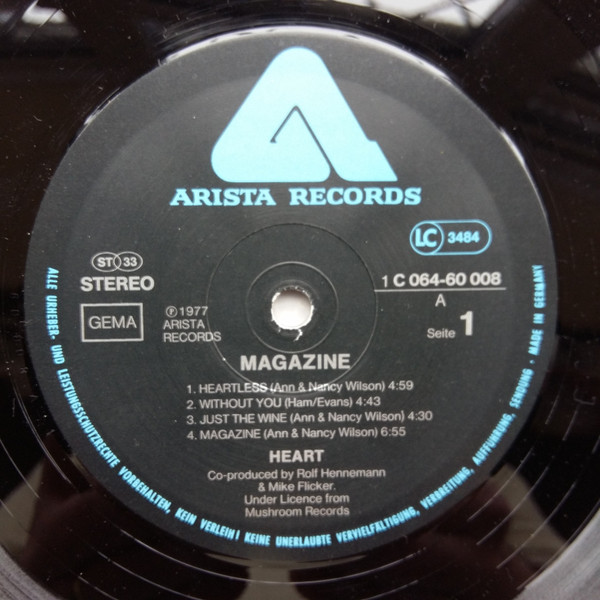 ARISTA RECORDS
LC 3484
ST 33
STEREO
1 C 064-60 008
A
Seite 1
GEMA
℗ 1977
ARISTA
RECORDS
MAGAZINE
1. HEARTLESS (Ann & Nancy Wilson) 4:59
2. WITHOUT YOU (Ham/Evans) 4:43
3. JUST THE WINE (Ann & Nancy Wilson) 4:30
4. MAGAZINE (Ann & Nancy Wilson) 6:55
HEART
Co-produced by Rolf Hennemann
& Mike Flicker.
Under Licence from
Mushroom Records
ALLE URHEBER- UND LEISTUNGSSCHUTZRECHTE VORBEHALTEN, KEIN VERLEIH! KEINE UNERLAUBTE VERVIELFÄLTIGUNG, VERBREITUNG, AUFFÜHRUNG, SENDUNG · MADE IN GERMANY